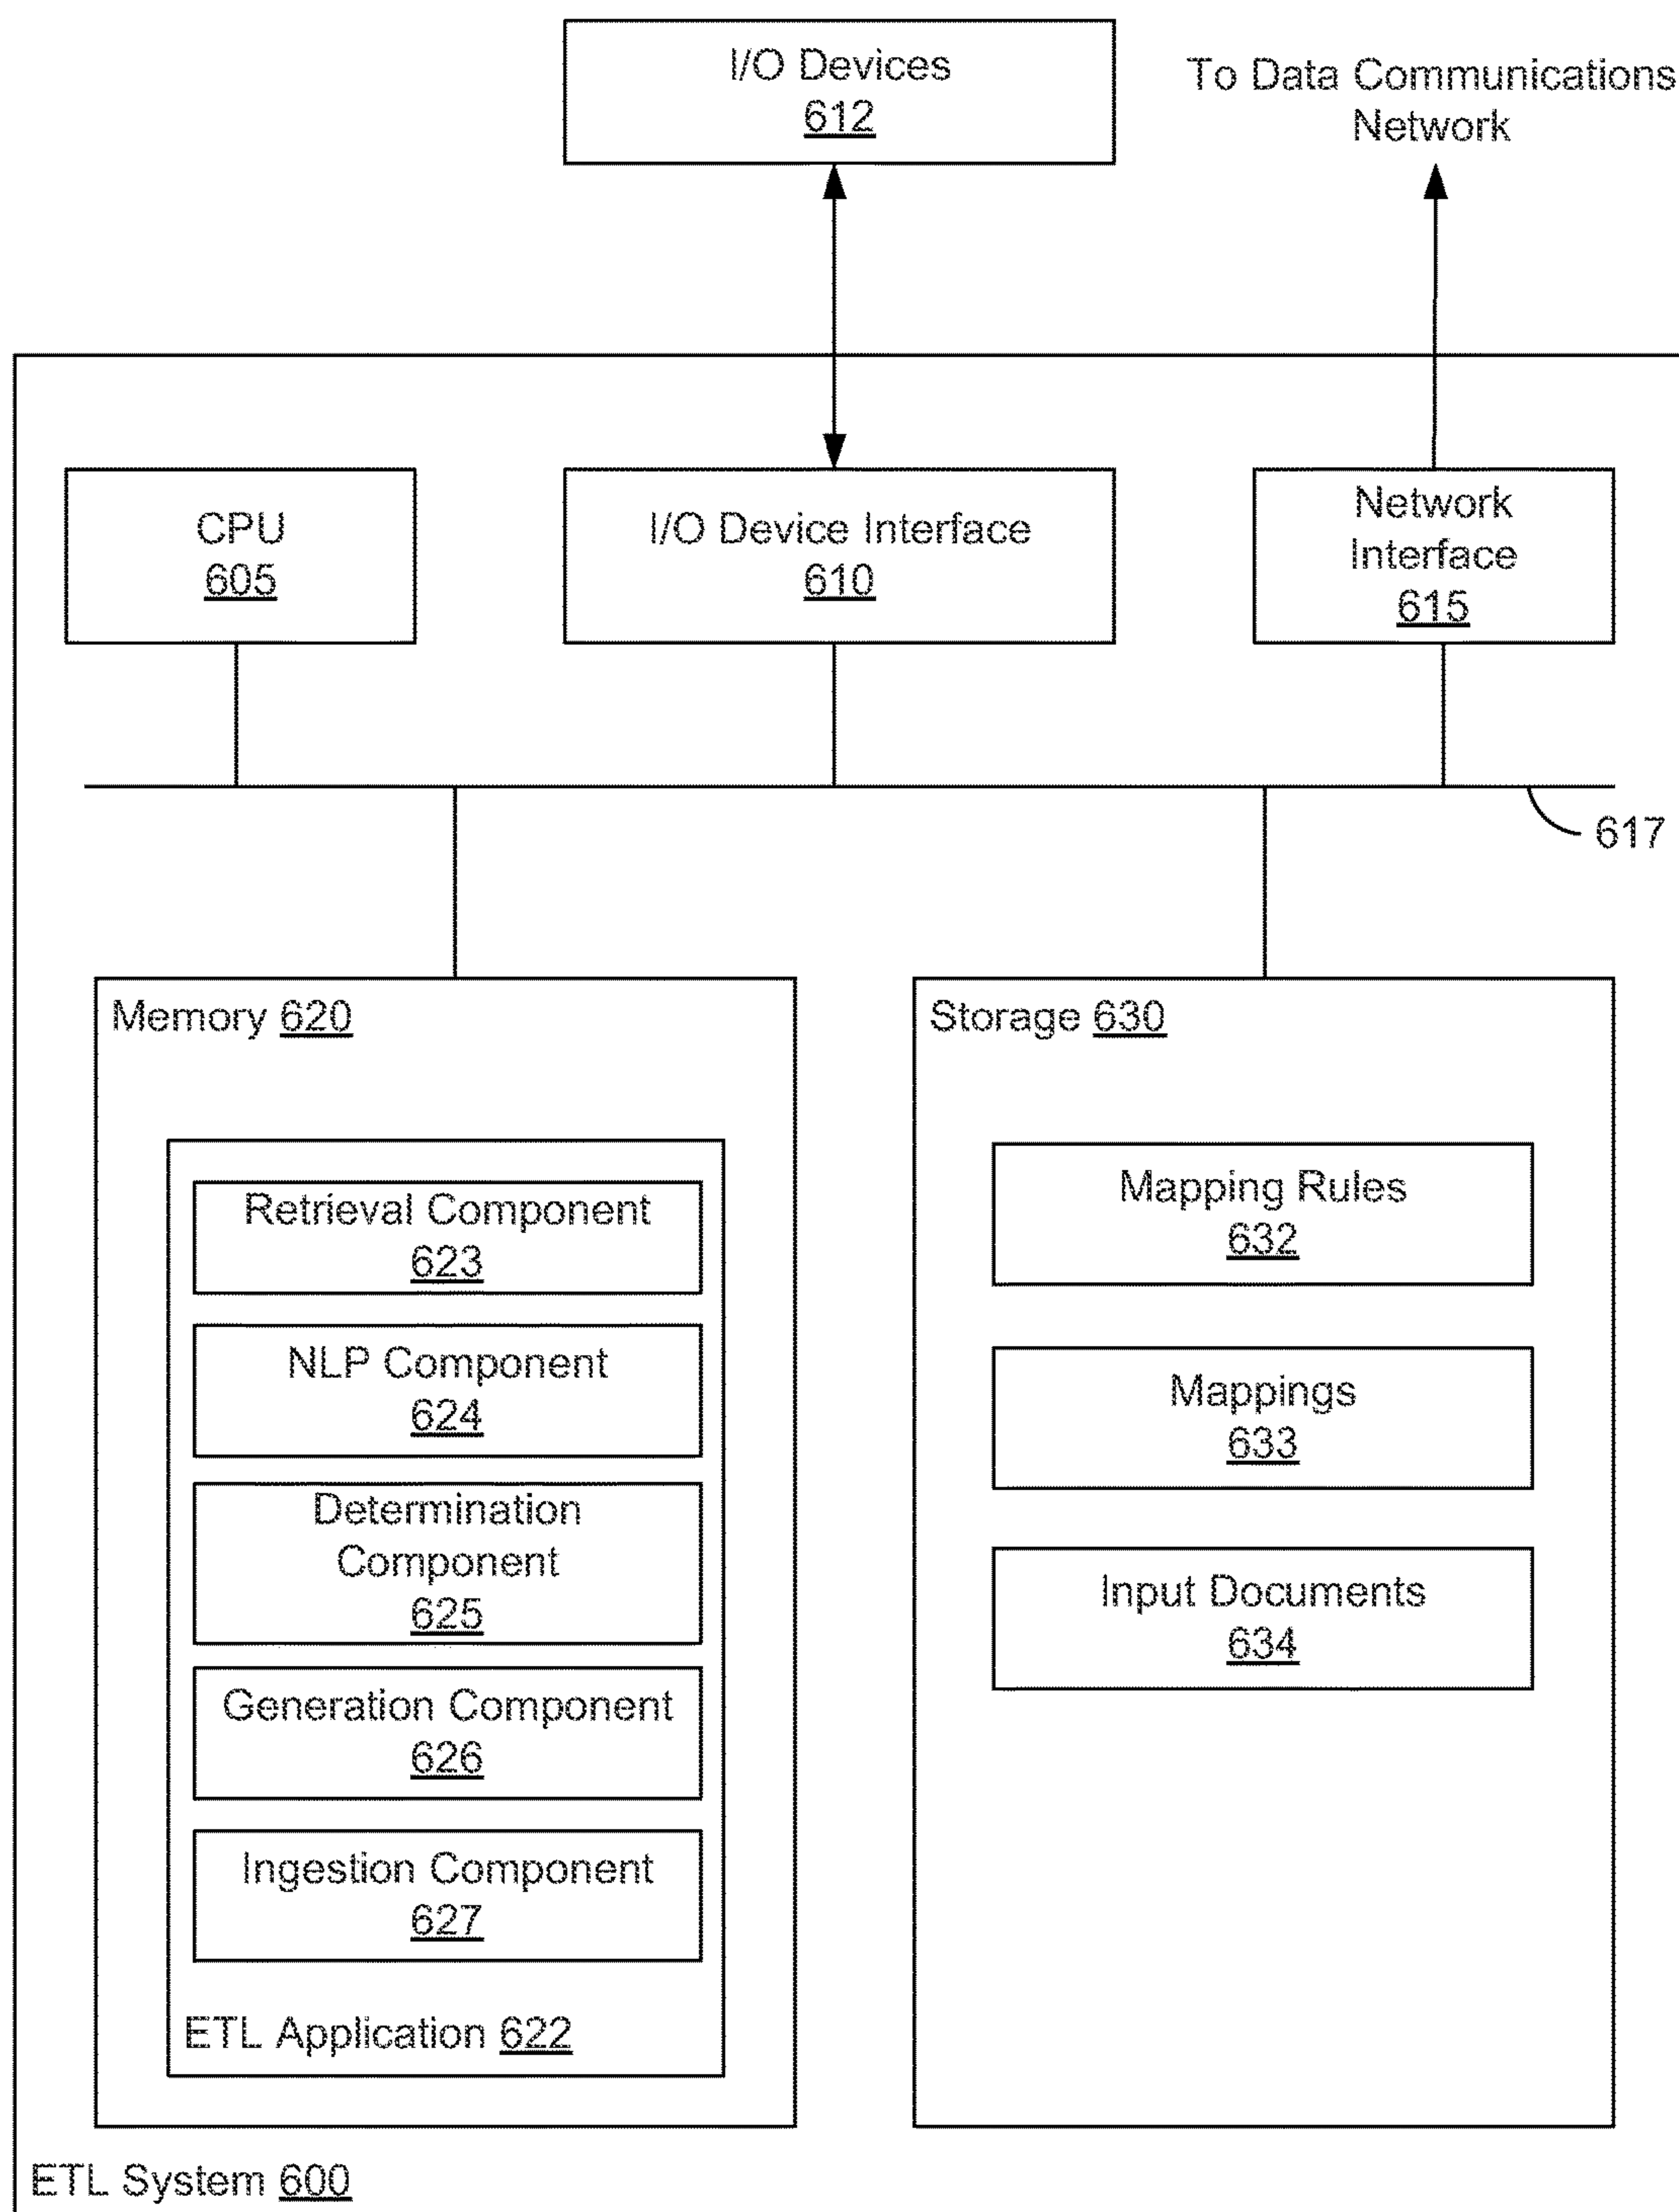 I/O Devices
612
To Data Communications
Network
CPU
605
I/O Device Interface
610
Network
Interface
615
617
Memory 620
Retrieval Component
623
NLP Component
624
Determination
Component
625
Generation Component
626
Ingestion Component
627
ETL Application 622
Storage 630
Mapping Rules
632
Mappings
633
Input Documents
634
ETL System 600